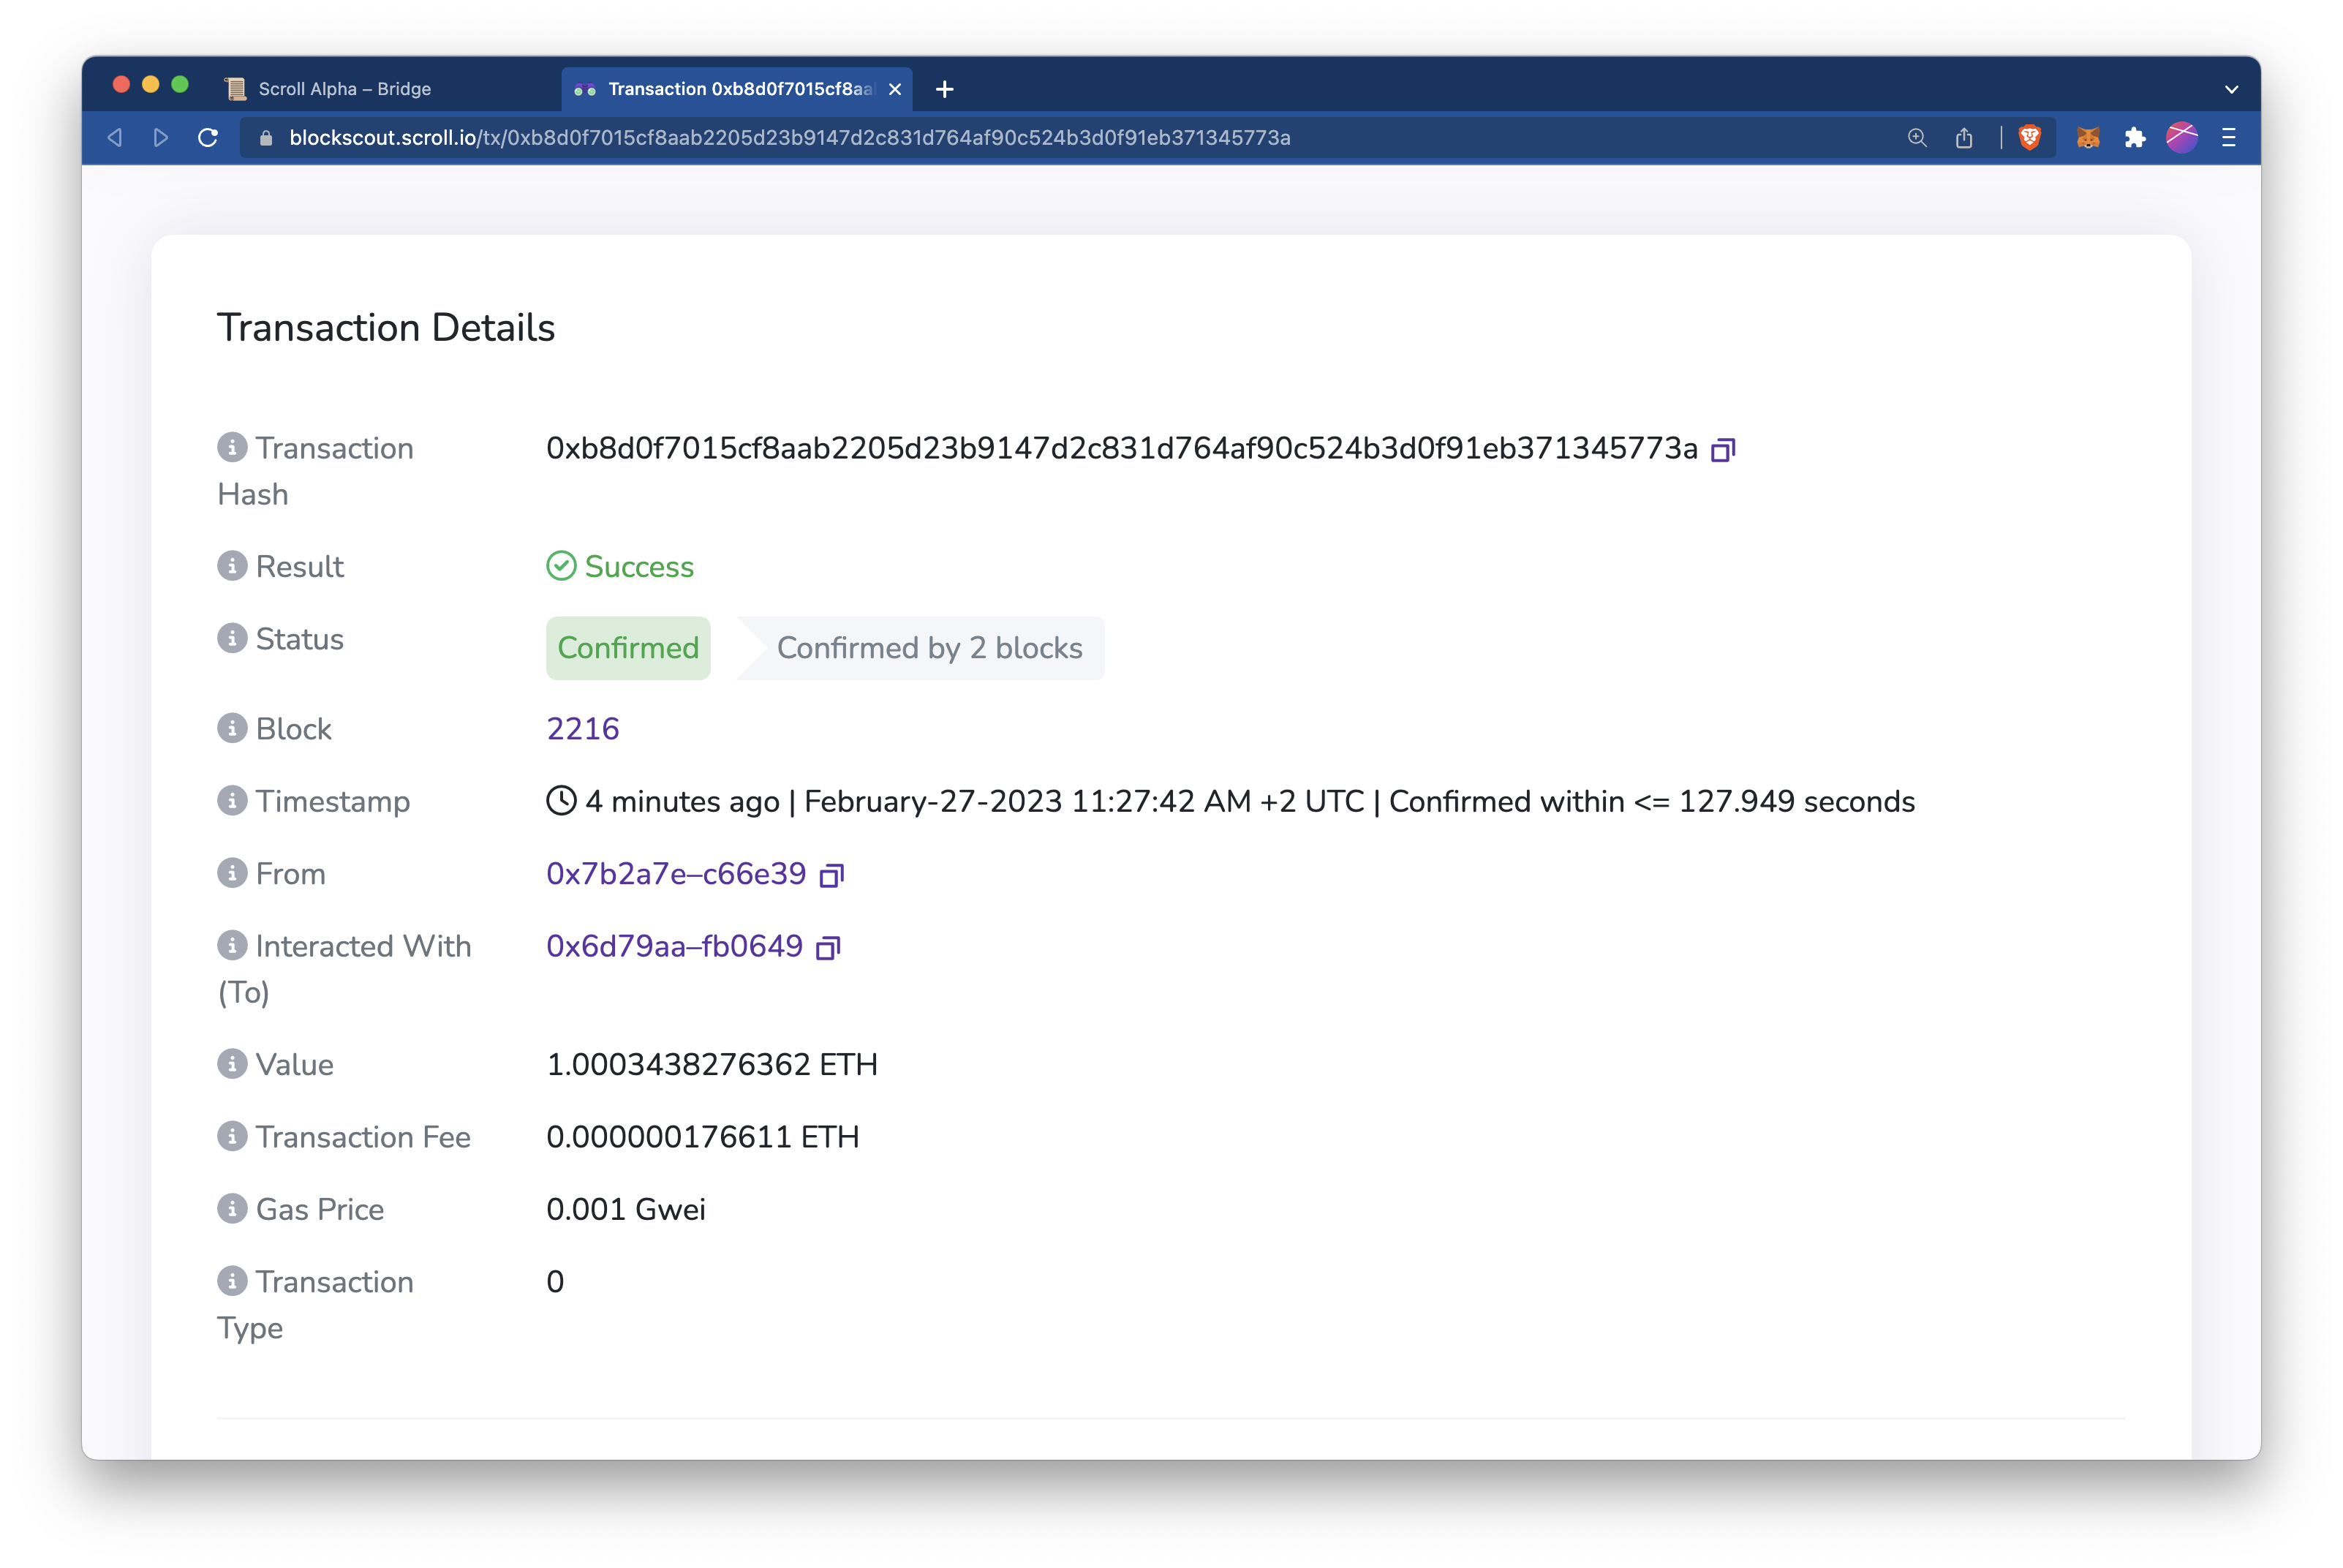 Scroll Alpha – Bridge
Transaction 0xb8d0f7015cf8aa
blockscout.scroll.io/tx/0xb8d0f7015cf8aab2205d23b9147d2c831d764af90c524b3d0f91eb371345773a
Transaction Details
Transaction Hash
0xb8d0f7015cf8aab2205d23b9147d2c831d764af90c524b3d0f91eb371345773a
Result
Success
Status
Confirmed
Confirmed by 2 blocks
Block
2216
Timestamp
4 minutes ago | February-27-2023 11:27:42 AM +2 UTC | Confirmed within <= 127.949 seconds
From
0x7b2a7e–c66e39
Interacted With (To)
0x6d79aa–fb0649
Value
1.0003438276362 ETH
Transaction Fee
0.000000176611 ETH
Gas Price
0.001 Gwei
Transaction Type
0